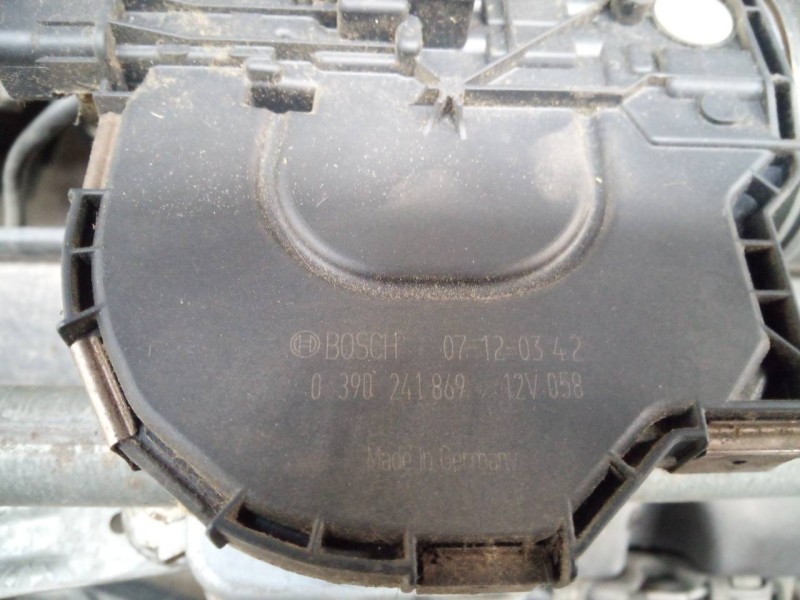 BOSCH 07-12-03 42
0 390 241 869 12V 058
Made in Germany